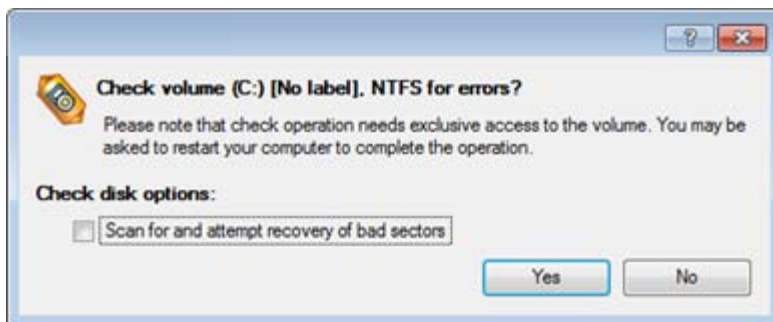 Check volume (C:) [No label], NTFS for errors?
Please note that check operation needs exclusive access to the volume. You may be
asked to restart your computer to complete the operation.
Check disk options:
Scan for and attempt recovery of bad sectors
Yes No